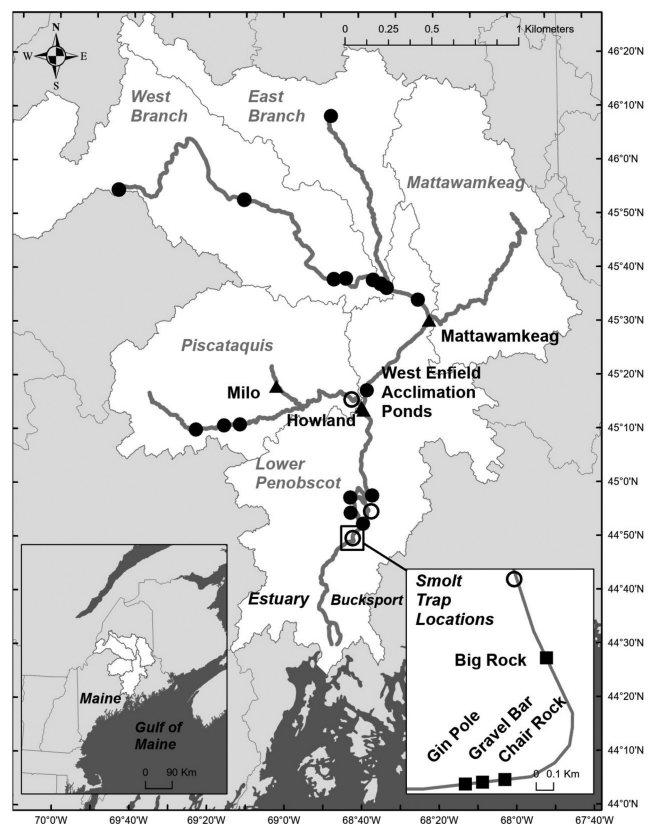 N
W E
S
0 0.25 0.5 1 Kilometers
West
Branch
East
Branch
Mattawamkeag
Mattawamkeag
Piscataquis
Milo
Howland
West Enfield
Acclimation
Ponds
Lower
Penobscot
Estuary
Bucksport
Maine
Gulf of
Maine
0 90 Km
Smolt
Trap
Locations
Big Rock
Gin Pole
Gravel Bar
Chair Rock
0 0.1 Km
46°20'N
46°10'N
46°0'N
45°50'N
45°40'N
45°30'N
45°20'N
45°10'N
45°0'N
44°50'N
44°40'N
44°30'N
44°20'N
44°10'N
44°0'N
70°0'W 69°40'W 69°20'W 69°0'W 68°40'W 68°20'W 68°0'W 67°40'W